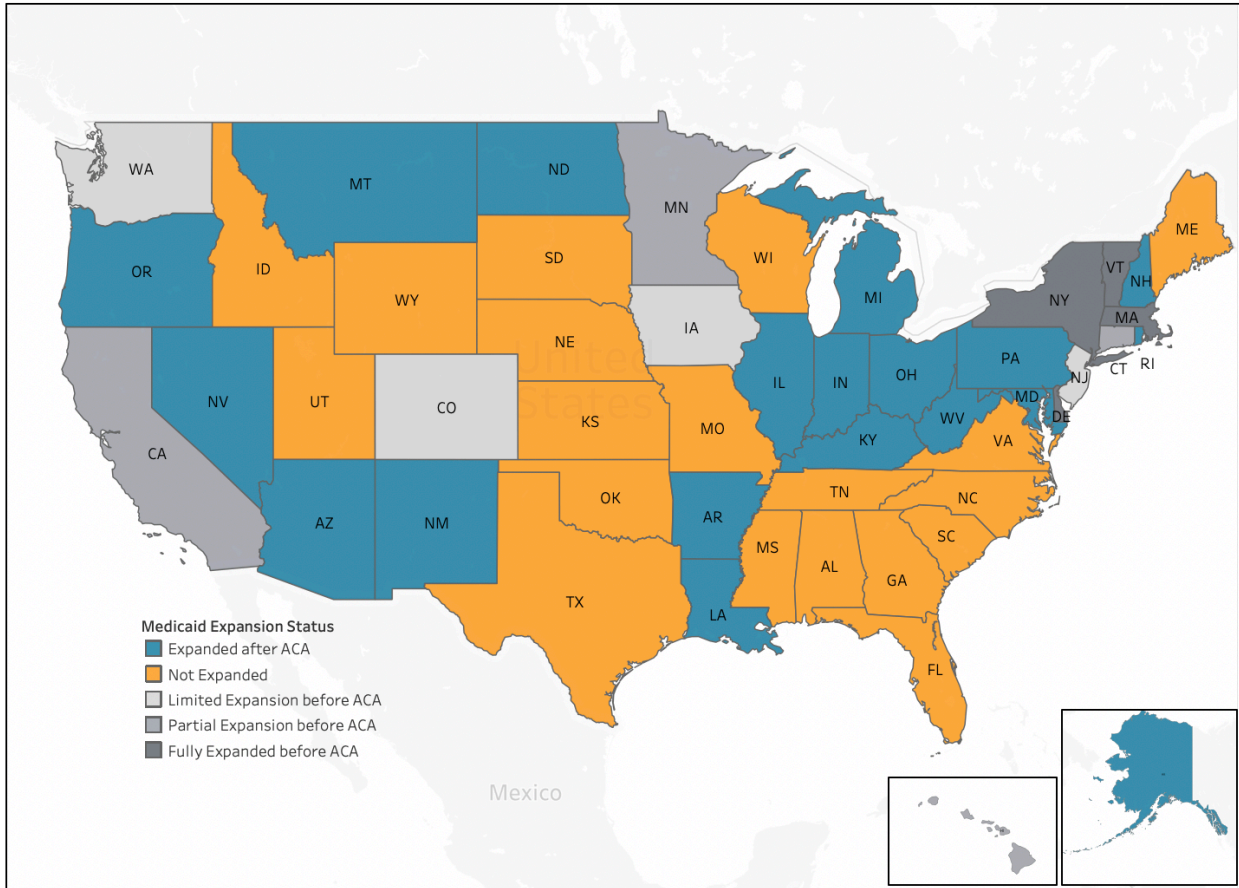 WA
MT
ND
MN
ME
OR
ID
SD
WI
VT
NH
WY
MI
NY
MA
IA
NE
United
States
PA
CT
RI
NV
UT
CO
IL
IN
OH
NJ
KS
MO
WV
MD
DE
CA
KY
VA
OK
TN
NC
AZ
NM
AR
SC
MS
AL
GA
TX
LA
FL
Medicaid Expansion Status
Expanded after ACA
Not Expanded
Limited Expansion before ACA
Partial Expansion before ACA
Fully Expanded before ACA
Mexico